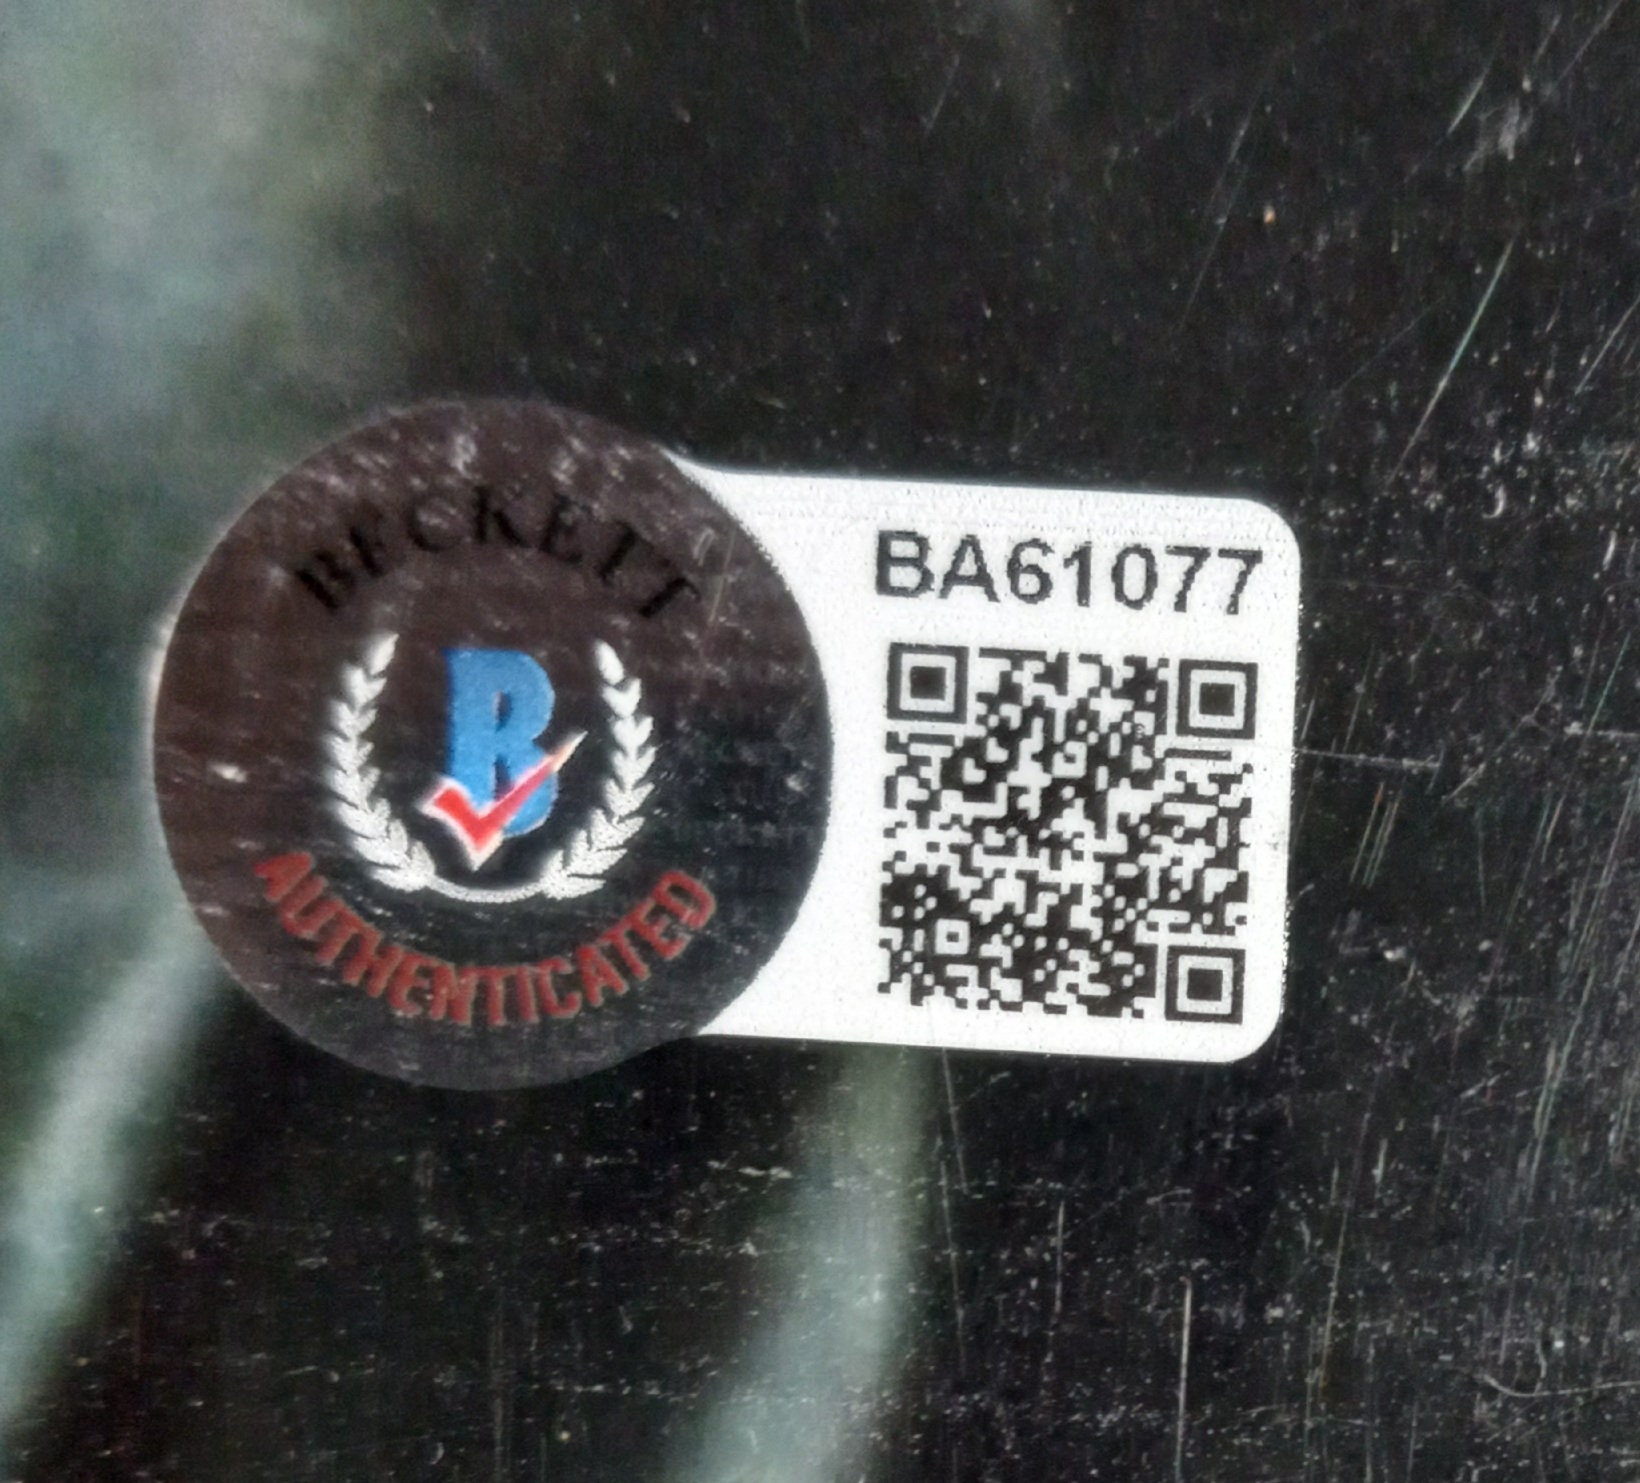 BECKETT
B
AUTHENTICATED
BA61077